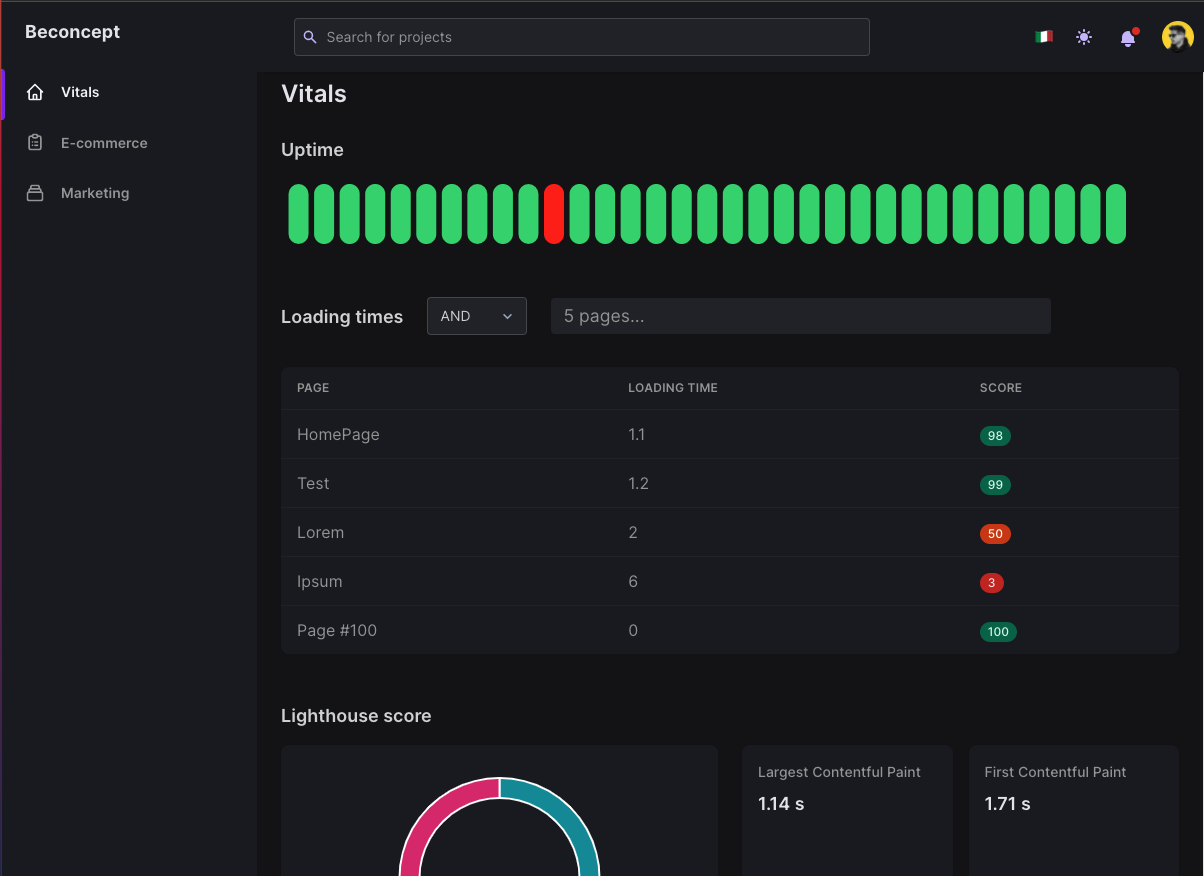 Beconcept
Search for projects
Vitals
E-commerce
Marketing
Vitals
Uptime
Loading times
AND
5 pages...
PAGE LOADING TIME SCORE
HomePage 1.1 98
Test 1.2 99
Lorem 2 50
Ipsum 6 3
Page #100 0 100
Lighthouse score
Largest Contentful Paint
1.14 s
First Contentful Paint
1.71 s